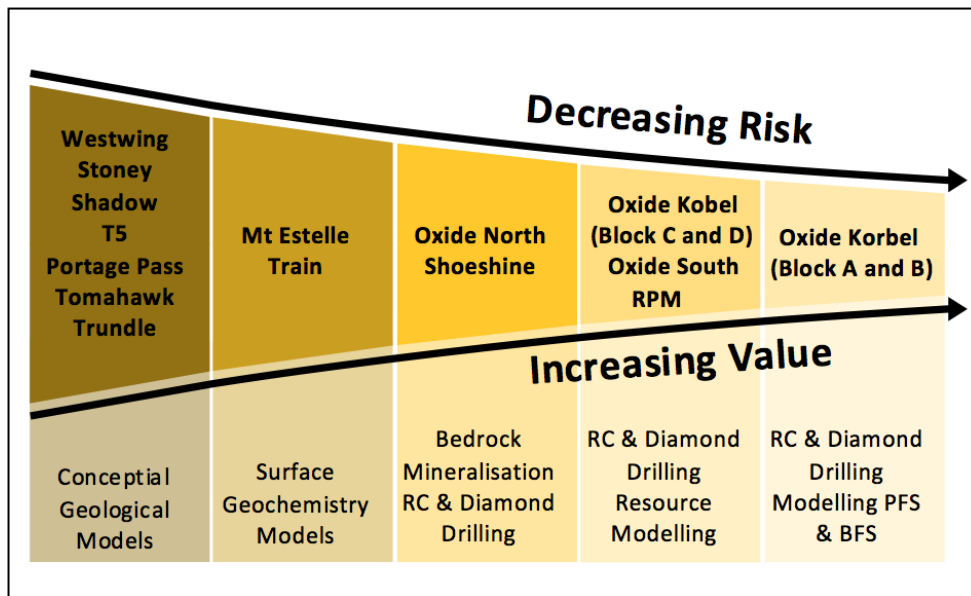 Decreasing Risk
Westwing
Stoney
Shadow
T5
Portage Pass
Tomahawk
Trundle
Mt Estelle
Train
Oxide North
Shoeshine
Oxide Kobel
(Block C and D)
Oxide South
RPM
Oxide Korbel
(Block A and B)
Increasing Value
Conceptial
Geological
Models
Surface
Geochemistry
Models
Bedrock
Mineralisation
RC & Diamond
Drilling
RC & Diamond
Drilling
Resource
Modelling
RC & Diamond
Drilling
Modelling PFS
& BFS